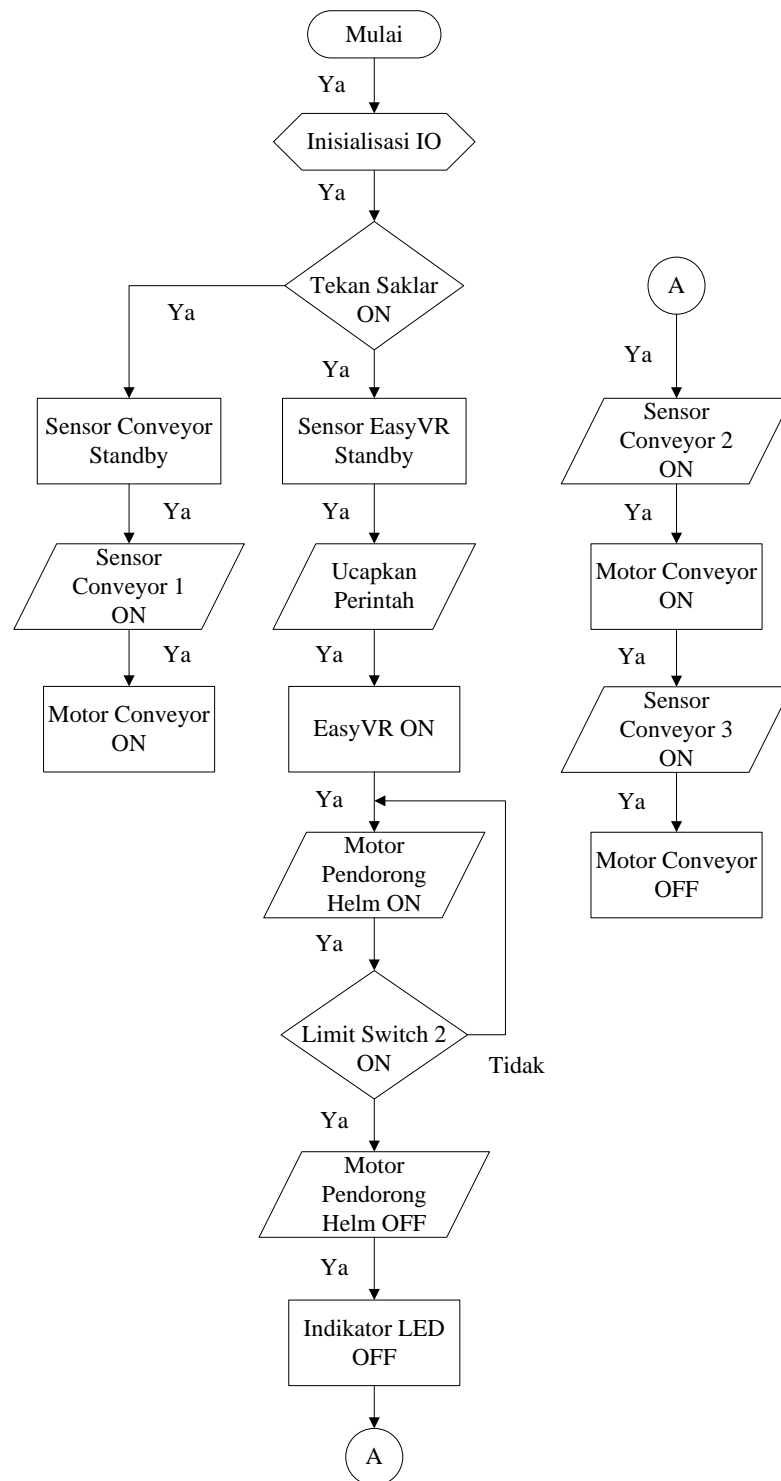 Mulai
Ya
Inisialisasi IO
Ya
Tekan Saklar
ON
Ya
Ya
Sensor Conveyor
Standby
Ya
Sensor
Conveyor 1
ON
Ya
Motor Conveyor
ON
Sensor EasyVR
Standby
Ya
Ucapkan
Perintah
Ya
EasyVR ON
Ya
Motor
Pendorong
Helm ON
Ya
Limit Switch 2
ON
Tidak
Ya
Motor
Pendorong
Helm OFF
Ya
Indikator LED
OFF
A
A
Ya
Sensor
Conveyor 2
ON
Ya
Motor Conveyor
ON
Ya
Sensor
Conveyor 3
ON
Ya
Motor Conveyor
OFF